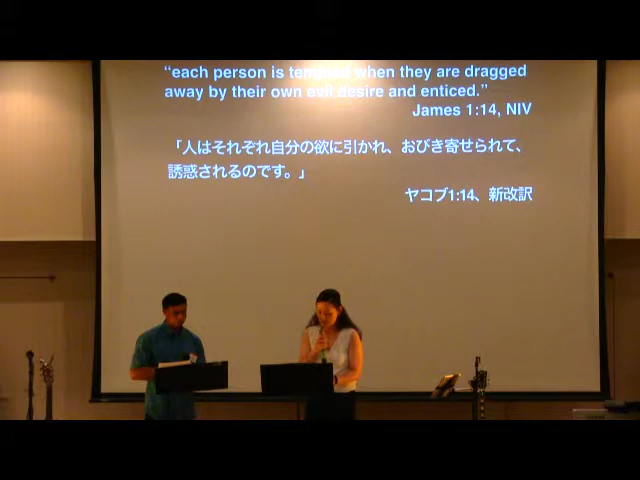 “each person is tempted when they are dragged
away by their own evil desire and enticed.”
James 1:14, NIV
「人はそれぞれ自分の欲に引かれ、おびき寄せられて、
誘惑されるのです。」
ヤコブ1:14、新改訳